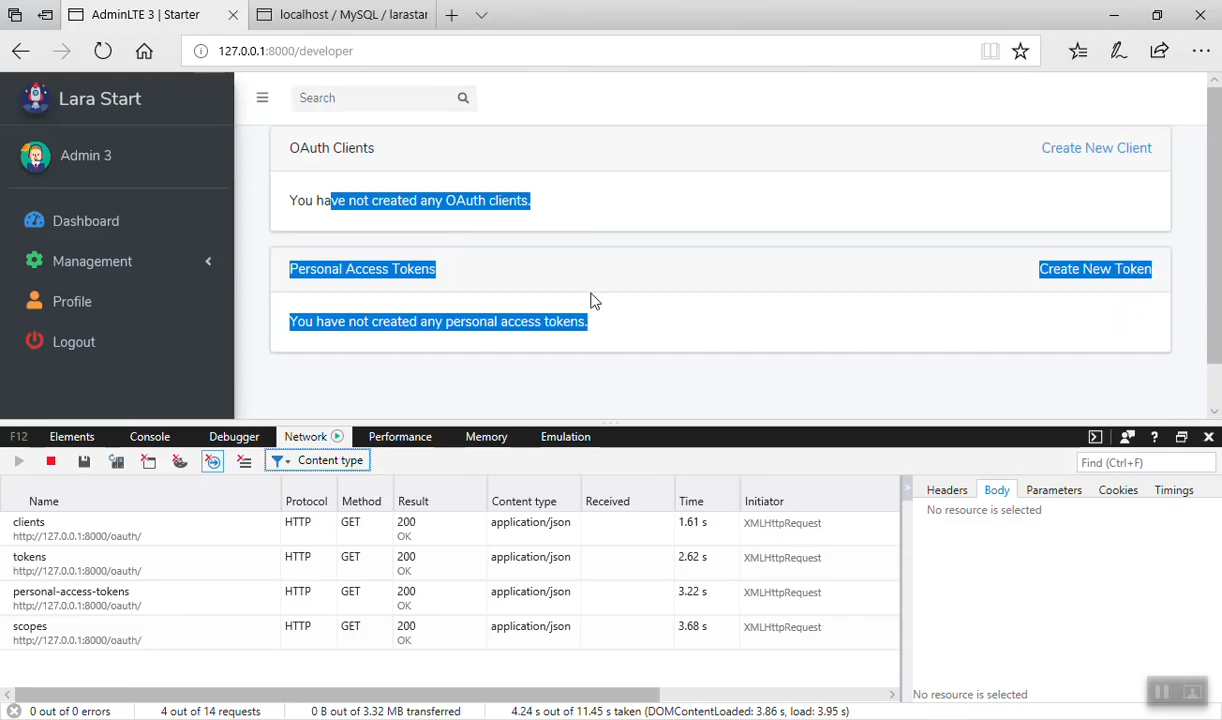 AdminLTE 3 | Starter
localhost / MySQL / larastar
127.0.0.1:8000/developer
Lara Start
Search
Admin 3
OAuth Clients
Create New Client
You have not created any OAuth clients.
Dashboard
Management
Profile
Logout
Personal Access Tokens
Create New Token
You have not created any personal access tokens.
F12 Elements Console Debugger Network Performance Memory Emulation ?
Content type
Find (Ctrl+F)
Name Protocol Method Result Content type Received Time Initiator
clients HTTP GET 200 application/json 1.61 s XMLHttpRequest
http://127.0.0.1:8000/oauth/ OK
tokens HTTP GET 200 application/json 2.62 s XMLHttpRequest
http://127.0.0.1:8000/oauth/ OK
personal-access-tokens HTTP GET 200 application/json 3.22 s XMLHttpRequest
http://127.0.0.1:8000/oauth/ OK
scopes HTTP GET 200 application/json 3.68 s XMLHttpRequest
http://127.0.0.1:8000/oauth/ OK
Headers Body Parameters Cookies Timings
No resource is selected
No resource is selected
0 out of 0 errors 4 out of 14 requests 0 B out of 3.32 MB transferred 4.24 s out of 11.45 s taken (DOMContentLoaded: 3.86 s, load: 3.95 s)